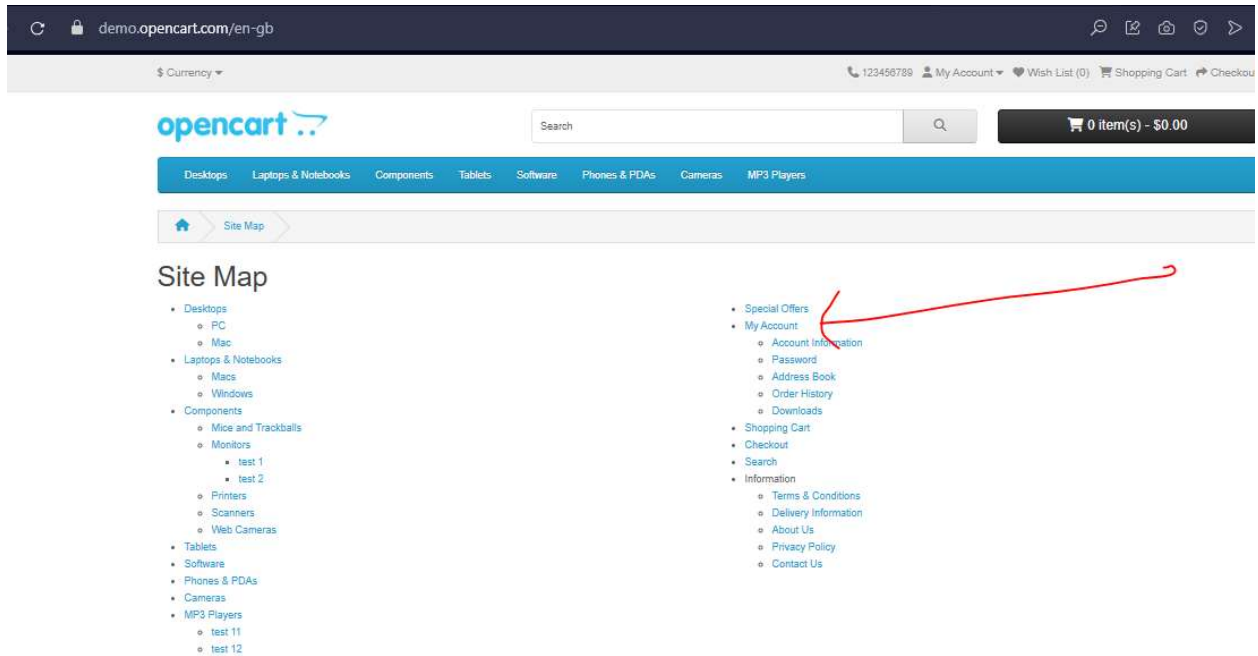 demo.opencart.com/en-gb
$ Currency
123456789 My Account Wish List (0) Shopping Cart Checkou
opencart
Search
0 item(s) - $0.00
Desktops Laptops & Notebooks Components Tablets Software Phones & PDAs Cameras MP3 Players
Site Map
Site Map
Desktops
PC
Mac
Laptops & Notebooks
Macs
Windows
Components
Mice and Trackballs
Monitors
test 1
test 2
Printers
Scanners
Web Cameras
Tablets
Software
Phones & PDAs
Cameras
MP3 Players
test 11
test 12
Special Offers
My Account
Account Information
Password
Address Book
Order History
Downloads
Shopping Cart
Checkout
Search
Information
Terms & Conditions
Delivery Information
About Us
Privacy Policy
Contact Us